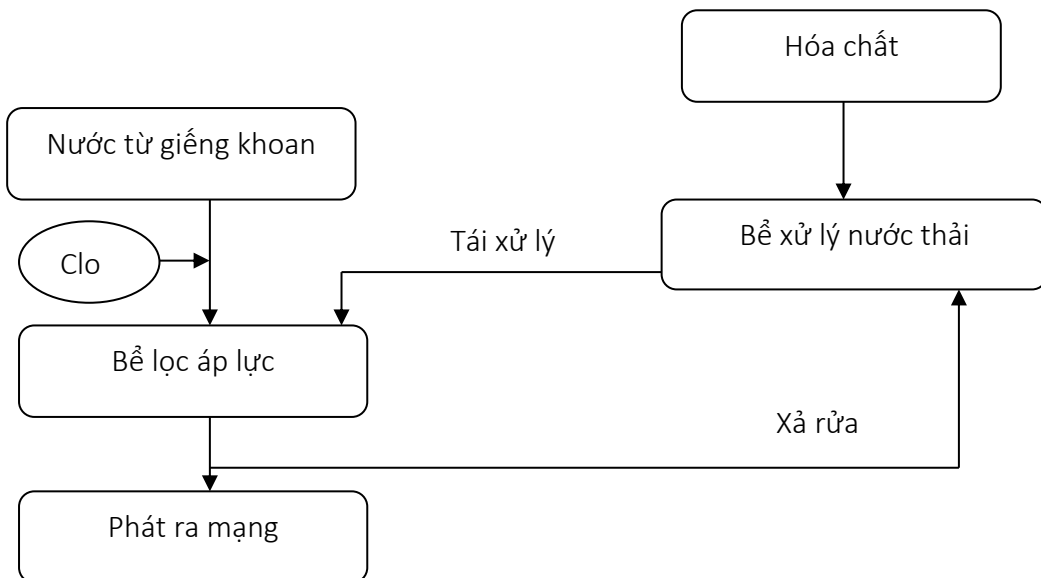 Hóa chất
Nước từ giếng khoan
Bể xử lý nước thải
Tái xử lý
Clo
Bể lọc áp lực
Xả rửa
Phát ra mạng